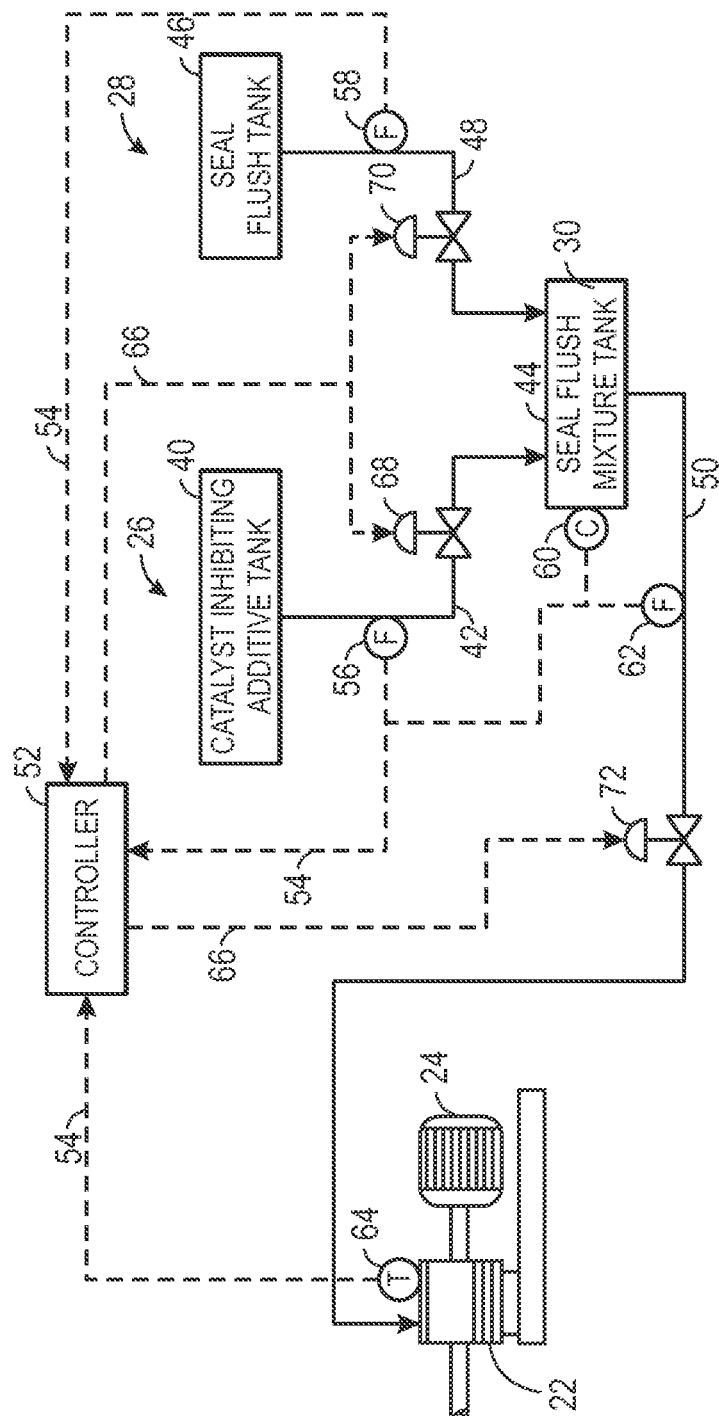 54
52
CONTROLLER
66
26
28
40
CATALYST INHIBITING
ADDITIVE TANK
46
SEAL
FLUSH TANK
58
F
56
F
42
68
70
48
54
66
54
64
T
24
22
72
62
F
60
C
44
SEAL FLUSH
MIXTURE TANK
30
50